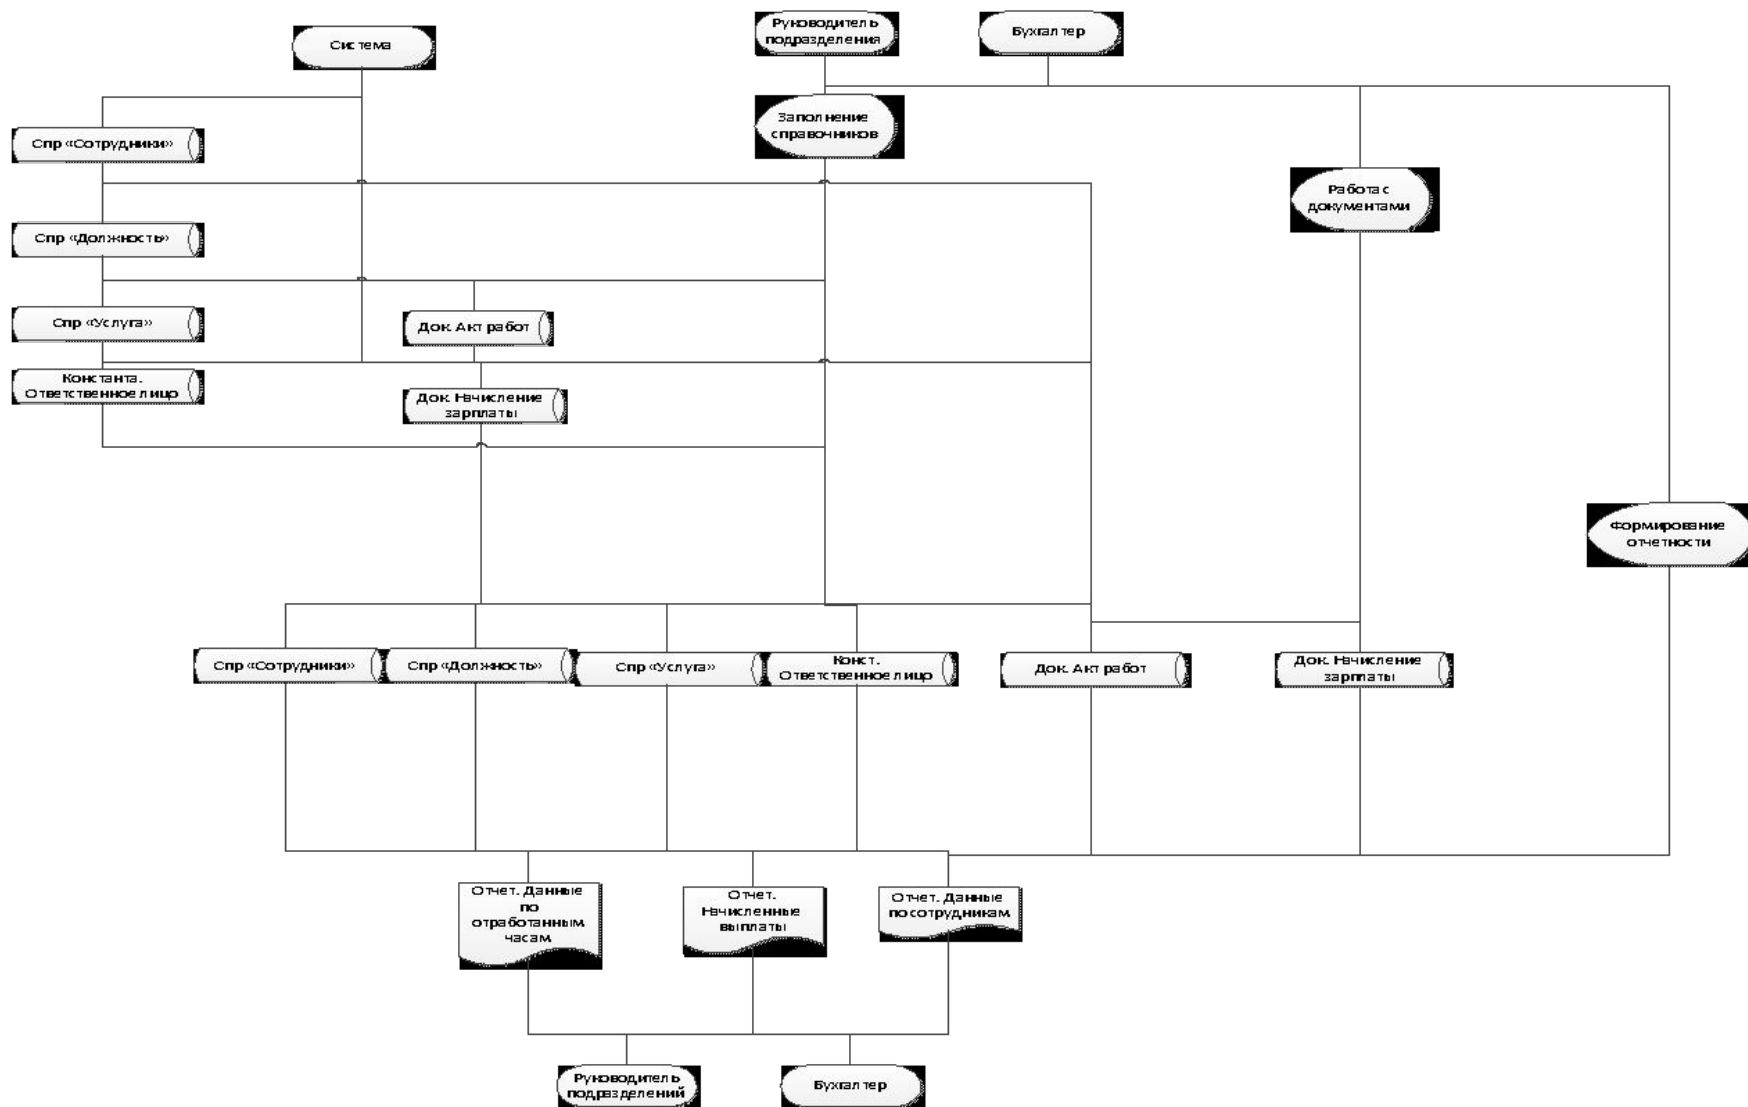 Руководитель
подразделения
Бухгалтер
Система
Заполнение
справочников
Спр «Сотрудники»
Работа с
документами
Спр «Должность»
Спр «Услуга»
Док. Акт работ
Константа.
Ответственное лицо
Док. Начисление
зарплаты
Формирование
отчетности
Спр «Сотрудники»
Спр «Должность»
Спр «Услуга»
Конст.
Ответственное лицо
Док. Акт работ
Док. Начисление
зарплаты
Отчет. Данные
по
отработанным
часам
Отчет.
Начисленные
выплаты
Отчет. Данные
по сотрудникам
Руководитель
подразделений
Бухгалтер